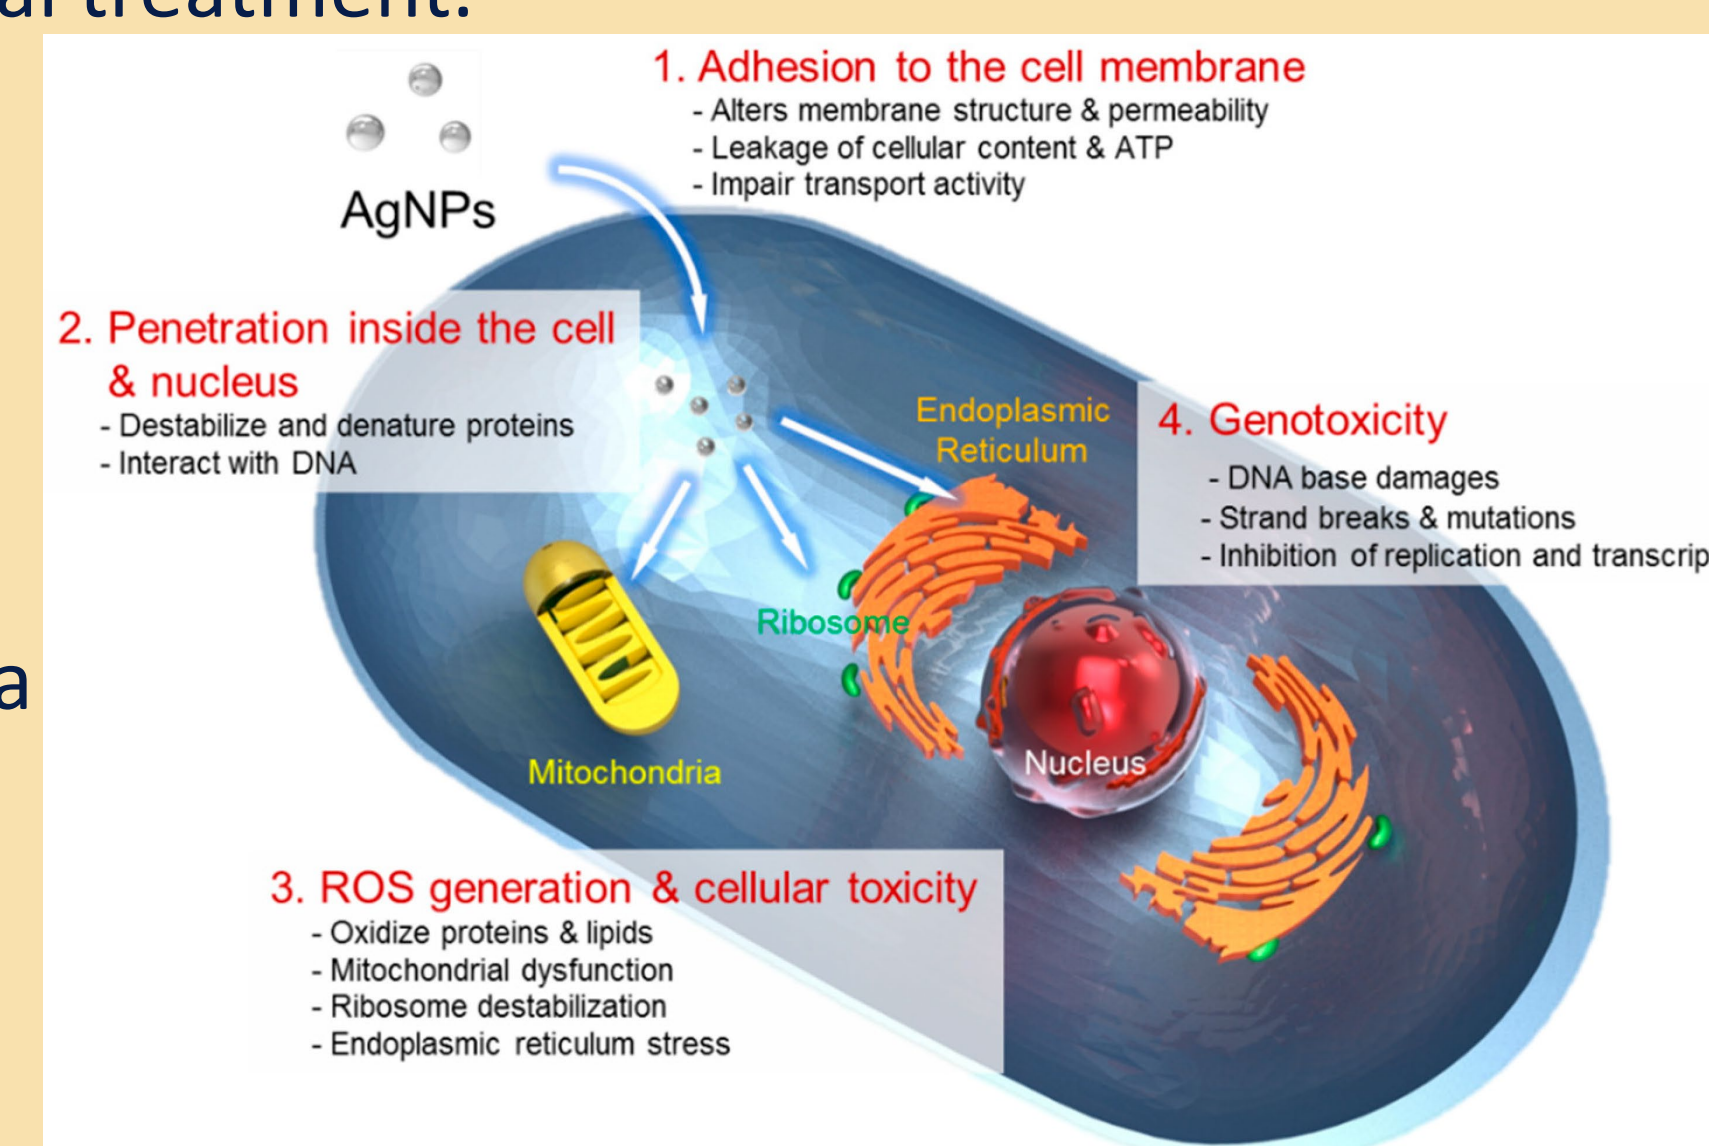 al treatment.
1. Adhesion to the cell membrane
- Alters membrane structure & permeability
- Leakage of cellular content & ATP
- Impair transport activity
AgNPs
2. Penetration inside the cell
& nucleus
- Destabilize and denature proteins
- Interact with DNA
Endoplasmic
Reticulum
4. Genotoxicity
- DNA base damages
- Strand breaks & mutations
- Inhibition of replication and transcrip
Ribosome
a
Nucleus
Mitochondria
3. ROS generation & cellular toxicity
- Oxidize proteins & lipids
- Mitochondrial dysfunction
- Ribosome destabilization
- Endoplasmic reticulum stress